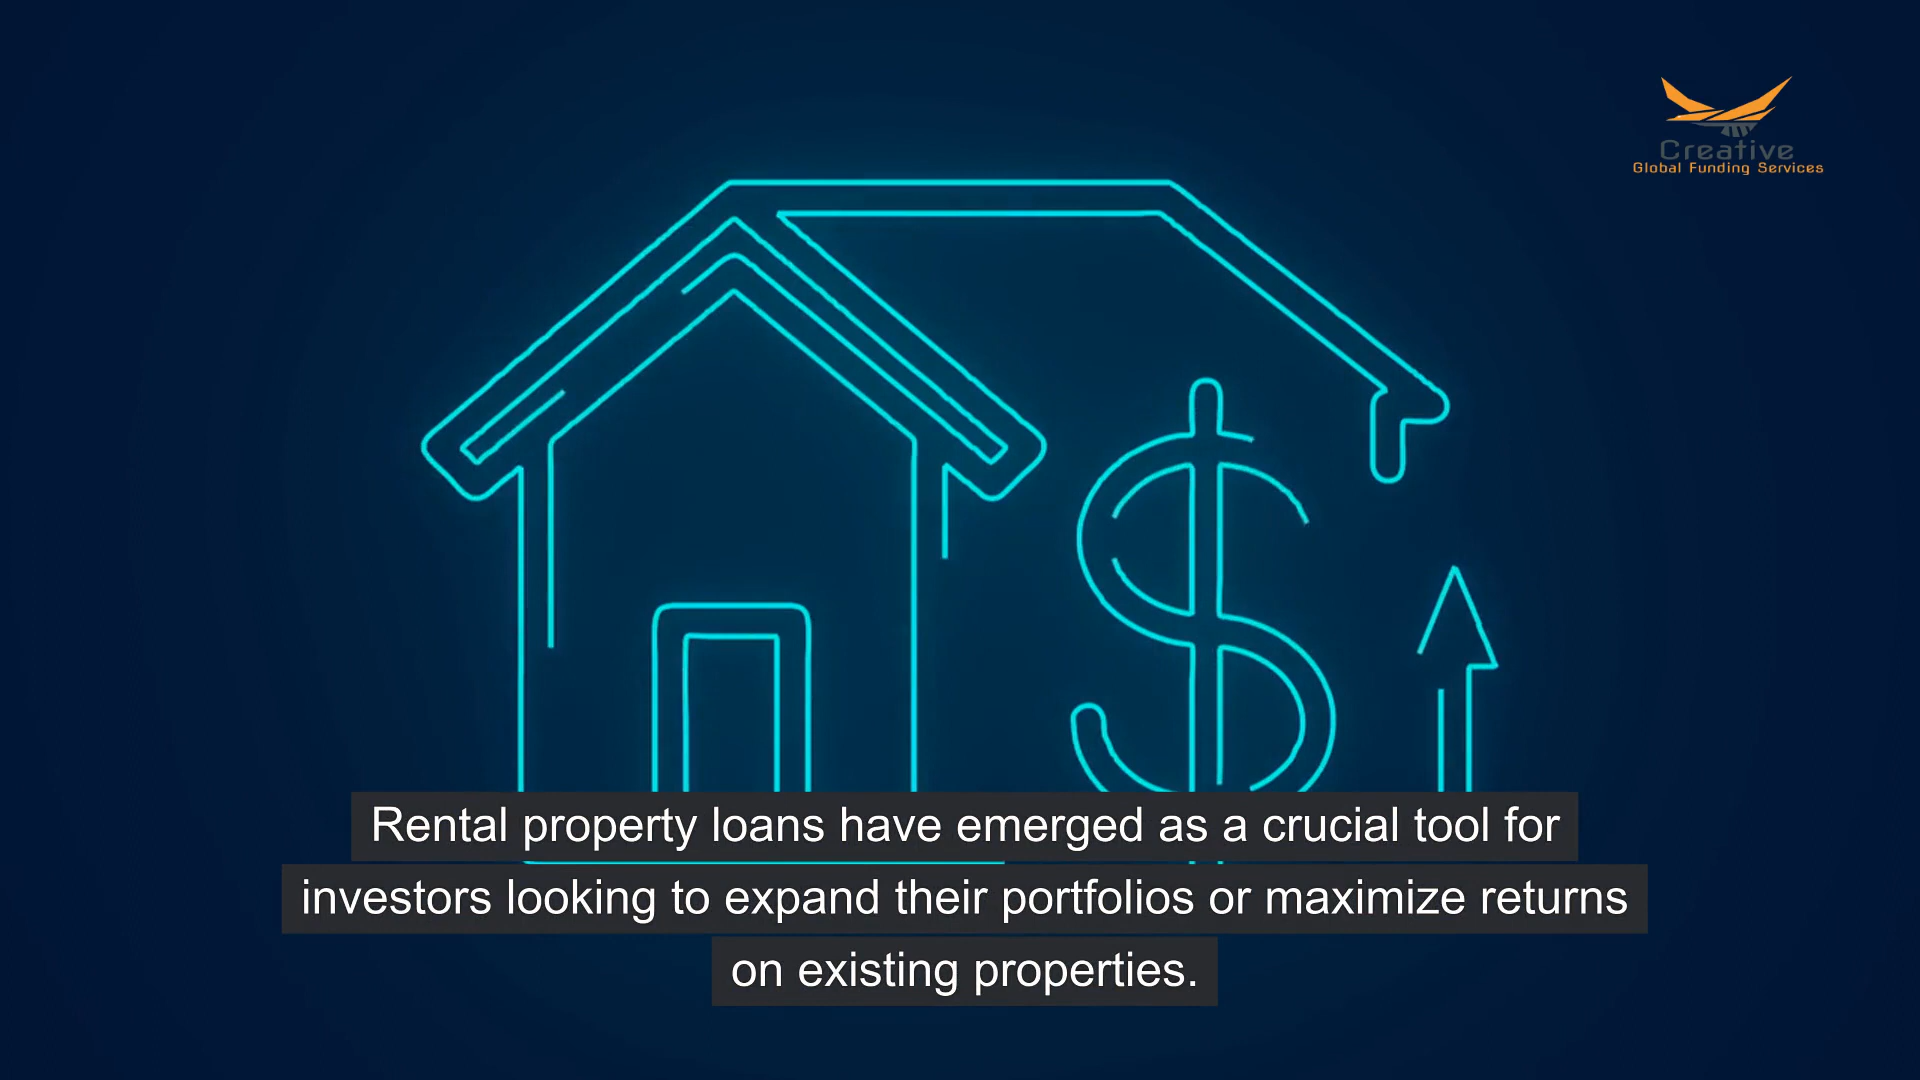 Creative
Global Funding Services
Rental property loans have emerged as a crucial tool for
investors looking to expand their portfolios or maximize returns
on existing properties.